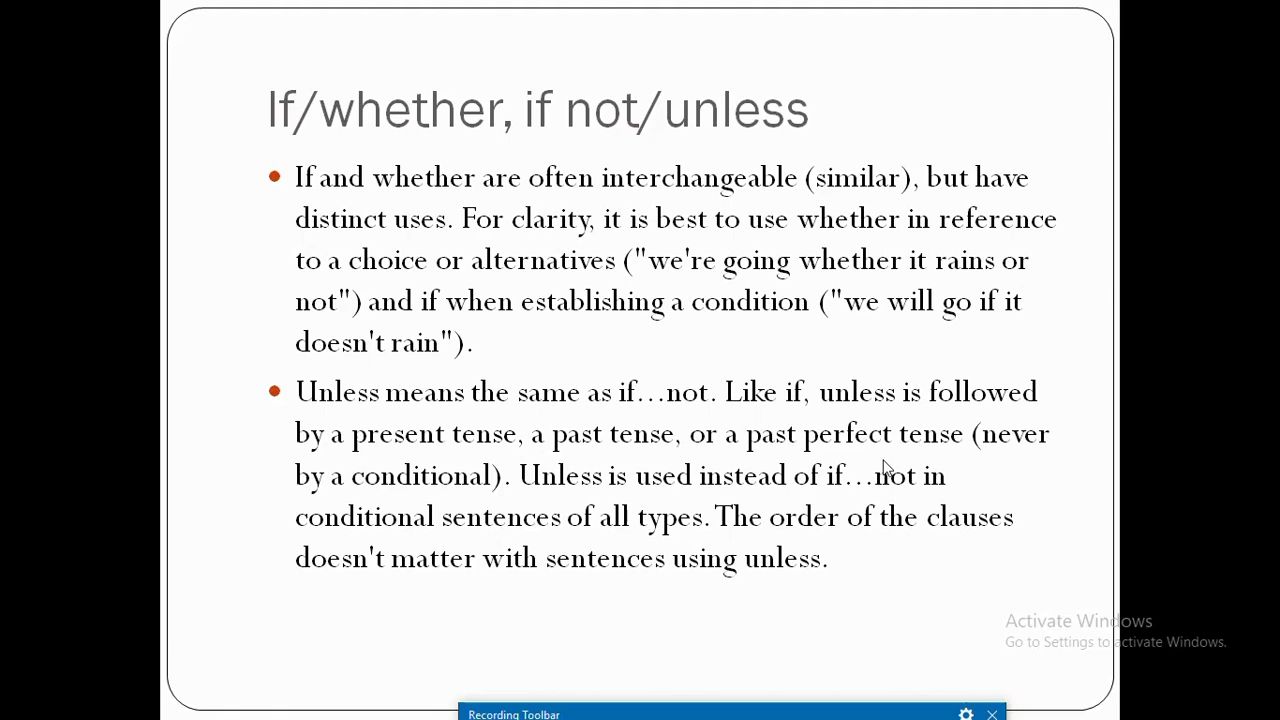 If/whether, if not/unless
If and whether are often interchangeable (similar), but have
distinct uses. For clarity, it is best to use whether in reference
to a choice or alternatives ("we're going whether it rains or
not") and if when establishing a condition ("we will go if it
doesn't rain").
Unless means the same as if...not. Like if, unless is followed
by a present tense, a past tense, or a past perfect tense (never
by a conditional). Unless is used instead of if...not in
conditional sentences of all types. The order of the clauses
doesn't matter with sentences using unless.
Activate Windows
Go to Settings to activate Windows.
Recording Toolbar